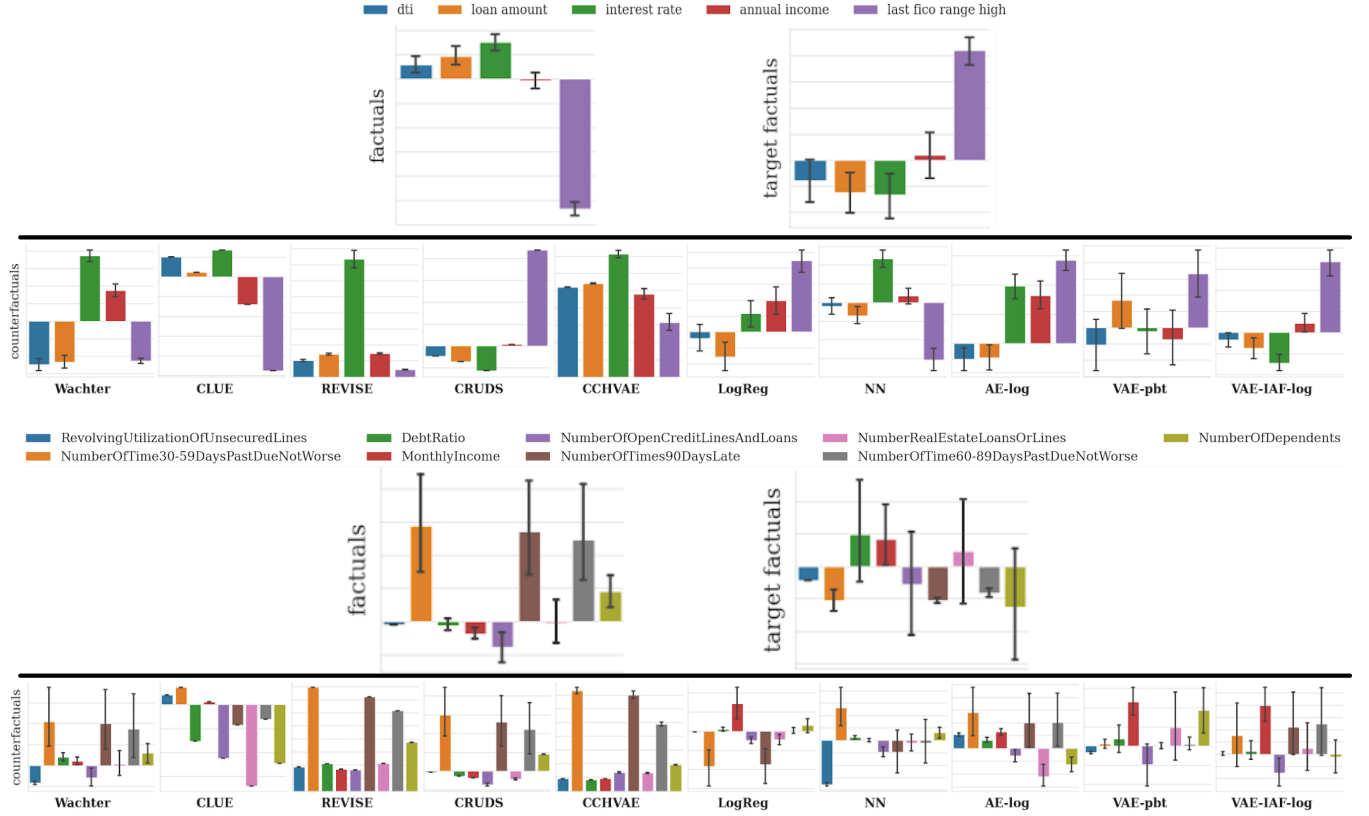 dti loan amount interest rate annual income last fico range high
factuals
target factuals
counterfactuals
Wachter CLUE REVISE CRUDS CCHVAE LogReg NN AE-log VAE-pbt VAE-IAF-log
RevolvingUtilizationOfUnsecuredLines DebtRatio NumberOfOpenCreditLinesAndLoans NumberRealEstateLoansOrLines NumberOfDependents
NumberOfTime30-59DaysPastDueNotWorse MonthlyIncome NumberOfTimes90DaysLate NumberOfTime60-89DaysPastDueNotWorse
factuals
target factuals
counterfactuals
Wachter CLUE REVISE CRUDS CCHVAE LogReg NN AE-log VAE-pbt VAE-IAF-log